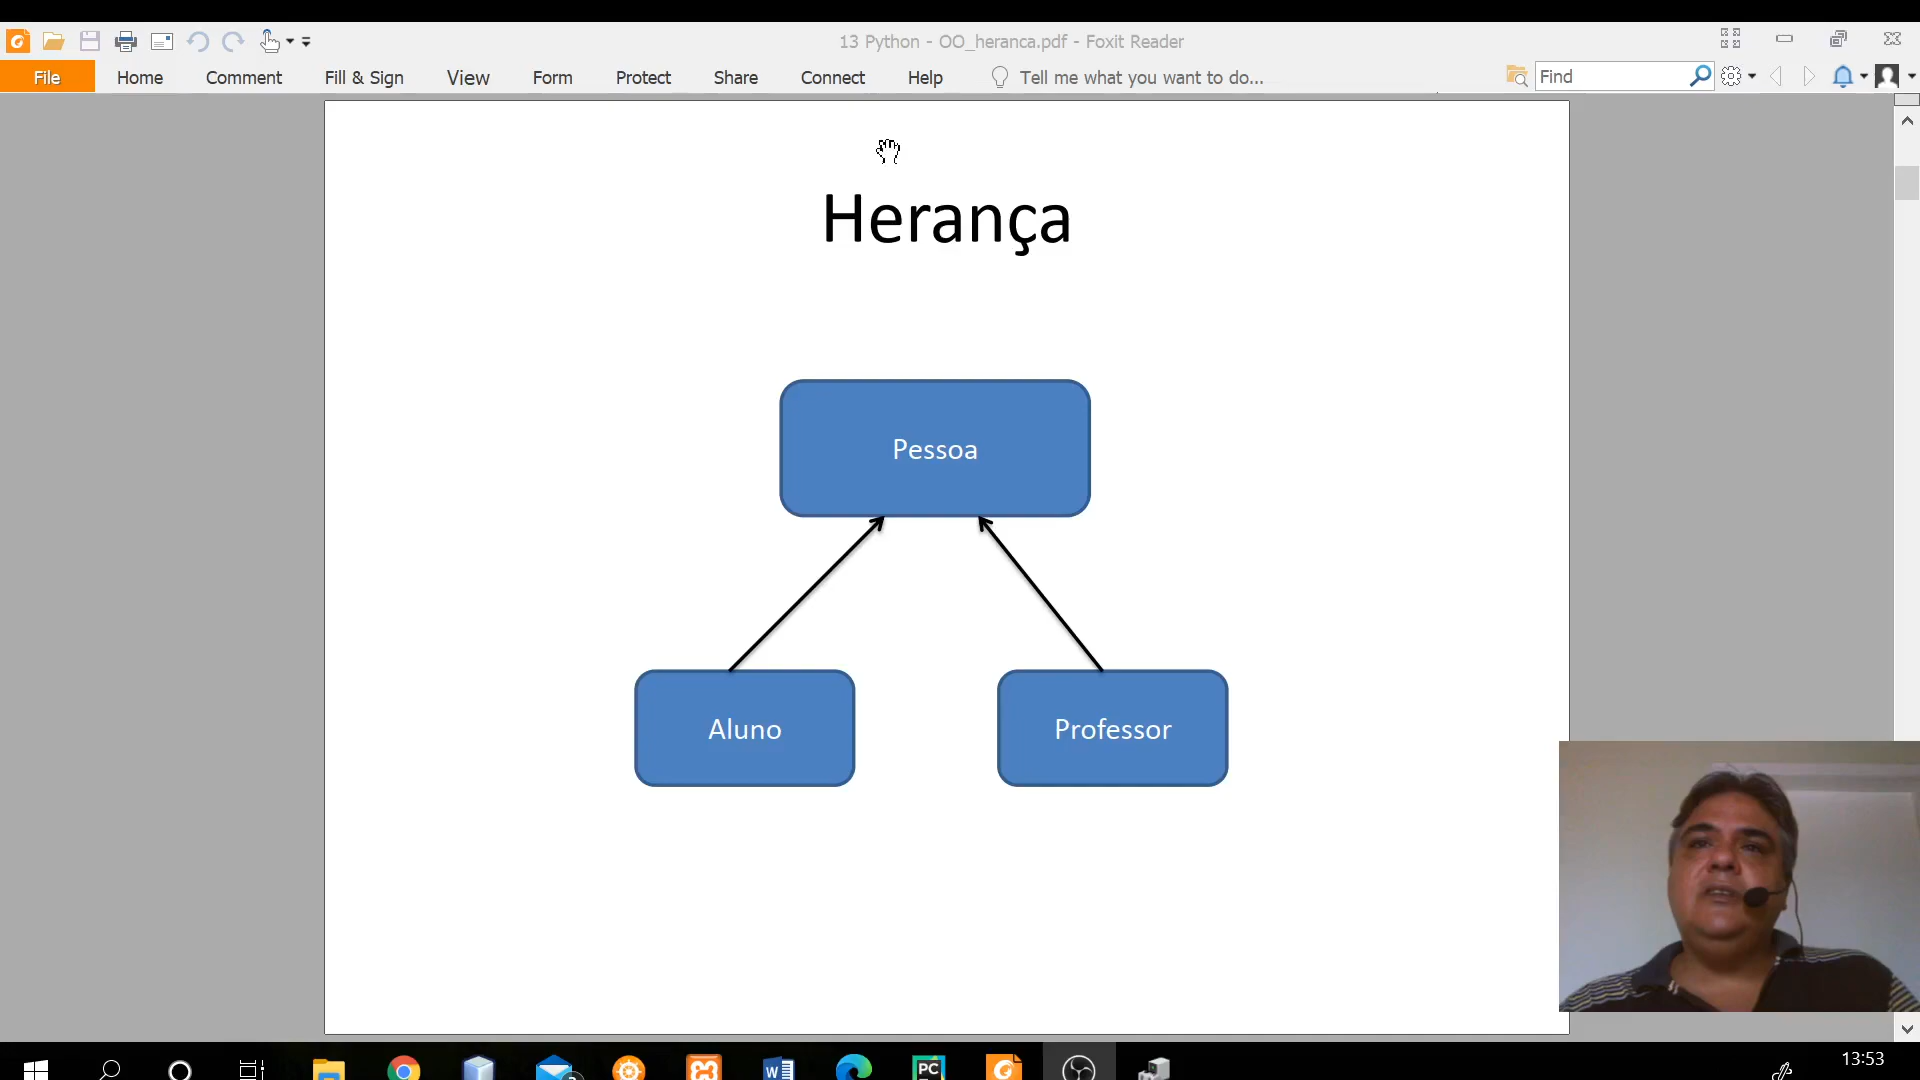 13 Python - OO_heranca.pdf - Foxit Reader
File Home Comment Fill & Sign View Form Protect Share Connect Help Tell me what you want to do... Find
Herança
Pessoa
Aluno Professor
PC
13:53